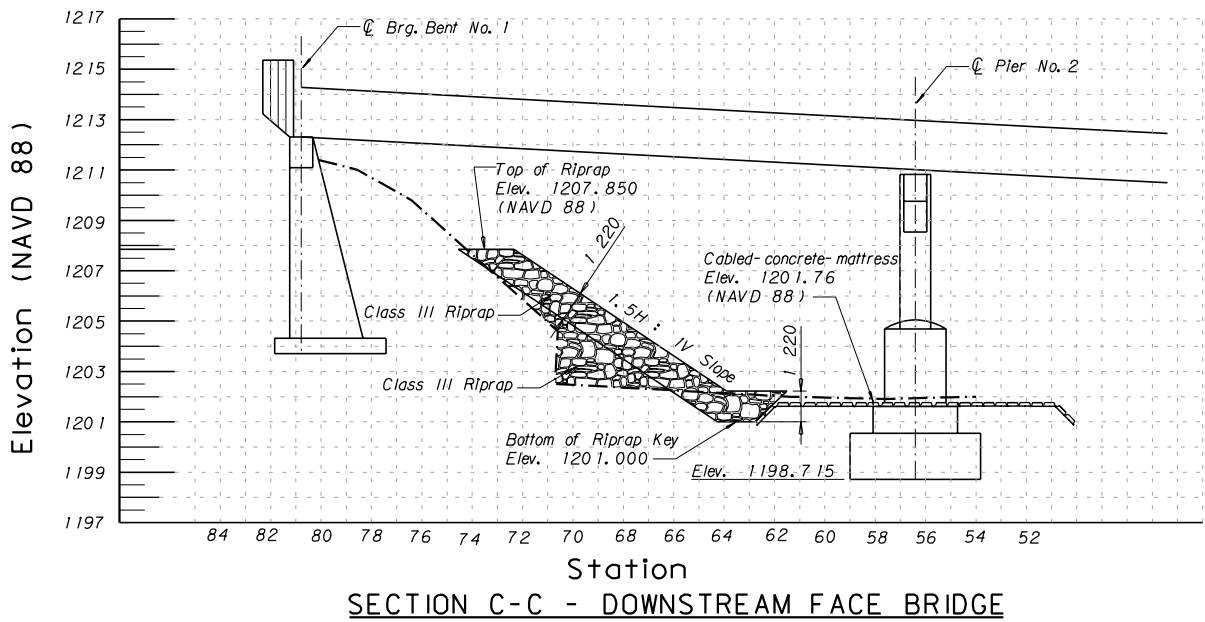 1217
1215
1213
1211
1209
1207
1205
1203
1201
1199
1197
Elevation (NAVD 88)
℄ Brg. Bent No. 1
℄ Pier No. 2
Top of Riprap
Elev. 1207.850
(NAVD 88)
1 220
Cabled-concrete-mattress
Elev. 1201.76
(NAVD 88)
Class III Riprap
1.5H : 1V Slope
1 220
Class III Riprap
Bottom of Riprap Key
Elev. 1201.000
Elev. 1198.715
84 82 80 78 76 74 72 70 68 66 64 62 60 58 56 54 52
Station
SECTION C-C - DOWNSTREAM FACE BRIDGE